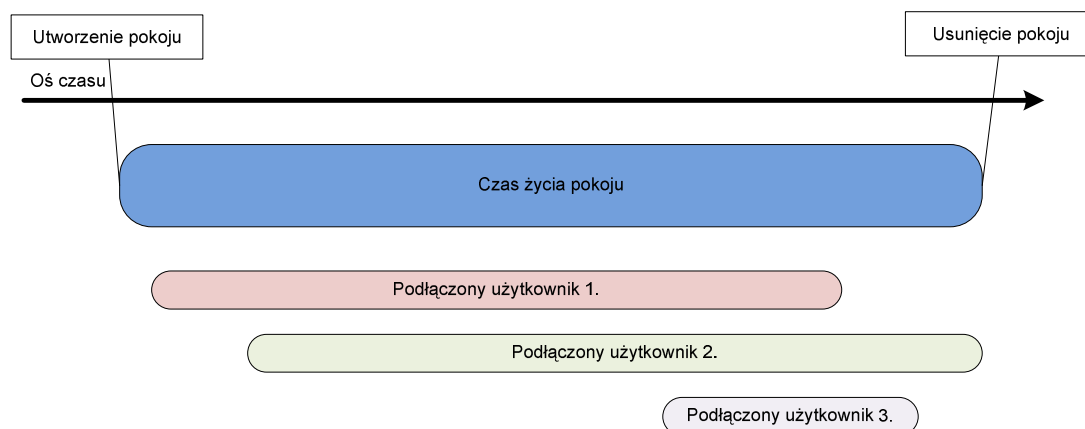 Utworzenie pokoju
Usunięcie pokoju
Oś czasu
Czas życia pokoju
Podłączony użytkownik 1.
Podłączony użytkownik 2.
Podłączony użytkownik 3.